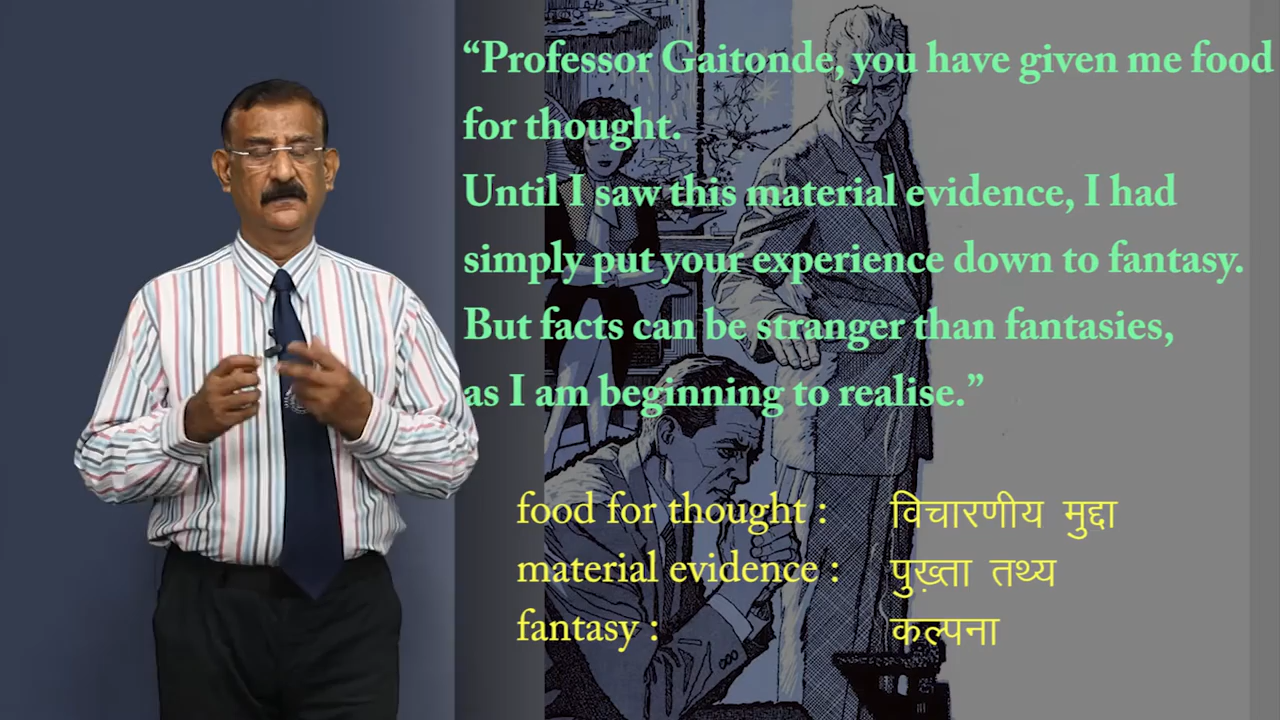 “Professor Gaitonde, you have given me food
for thought.
Until I saw this material evidence, I had
simply put your experience down to fantasy.
But facts can be stranger than fantasies,
as I am beginning to realise.”
food for thought : विचारणीय मुद्दा
material evidence : पुख़्ता तथ्य
fantasy : कल्पना